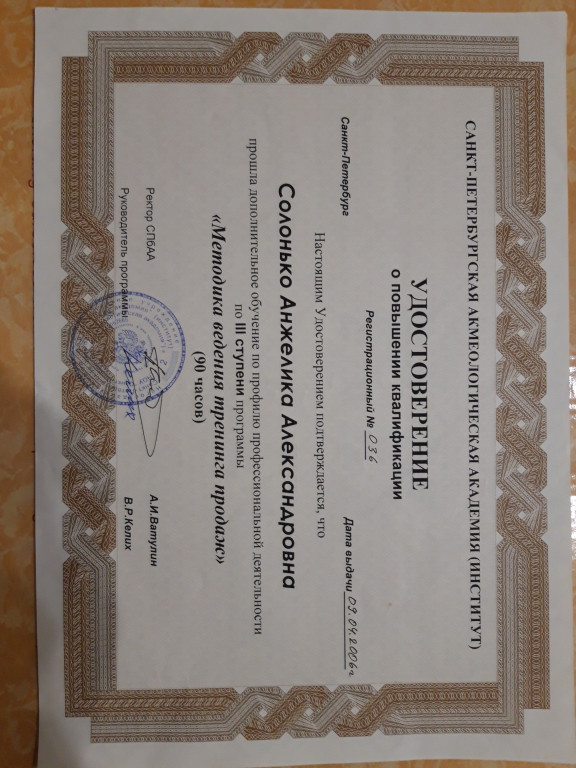 САНКТ-ПЕТЕРБУРГСКАЯ АКМЕОЛОГИЧЕСКАЯ АКАДЕМИЯ (ИНСТИТУТ)
УДОСТОВЕРЕНИЕ
о повышении квалификации
Регистрационный № 036
Санкт-Петербург Дата выдачи 09.04.2006г
Настоящим Удостоверением подтверждается, что
Солонько Анжелика Александровна
прошла дополнительное обучение по профилю профессиональной деятельности
по III ступени программы
«Методика ведения тренинга продаж»
(90 часов)
Ректор СПбАА А.И.Ватулин
Руководитель программы В.Р.Келих